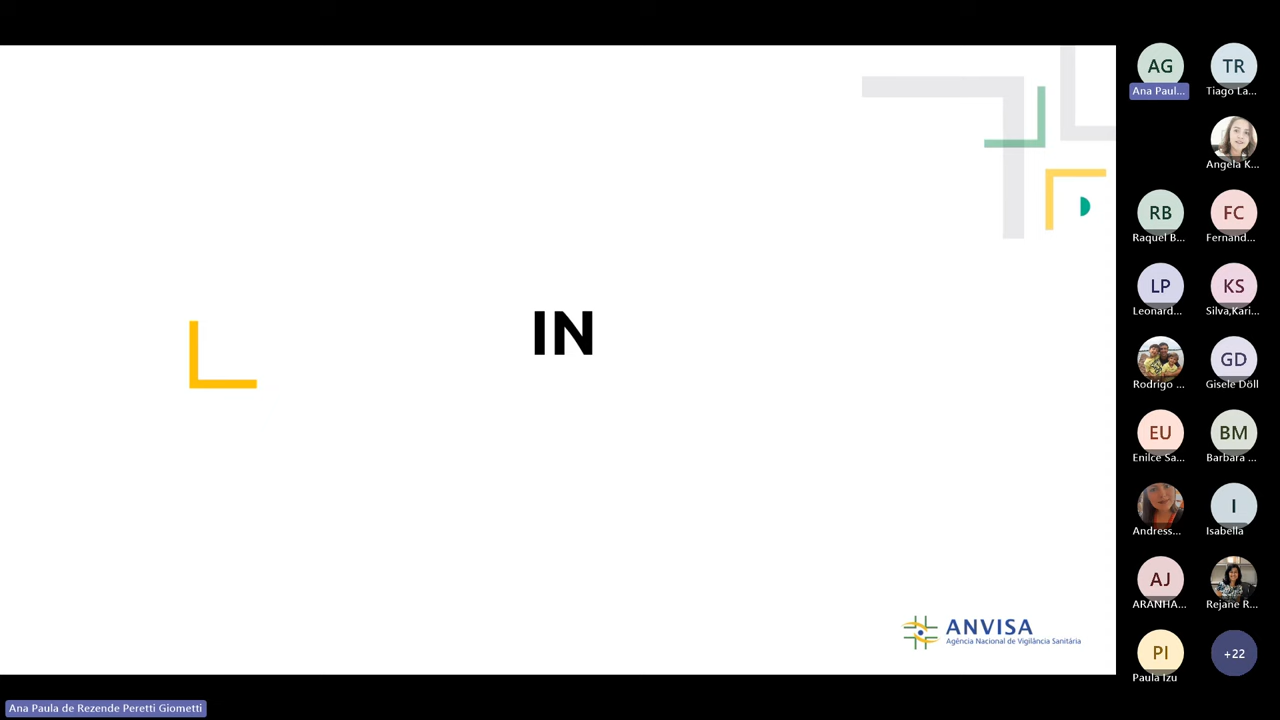 IN
ANVISA
Agência Nacional de Vigilância Sanitária
AG
Ana Paul...
TR
Tiago La...
Angela K...
RB
Raquel B...
FC
Fernand...
LP
Leonard...
KS
Silva,Kari...
Rodrigo ...
GD
Gisele Döll
EU
Enilce Sa...
BM
Barbara ...
Andress...
I
Isabella
AJ
ARANHA...
Rejane R...
PI
Paula Izu
+22
Ana Paula de Rezende Peretti Giometti